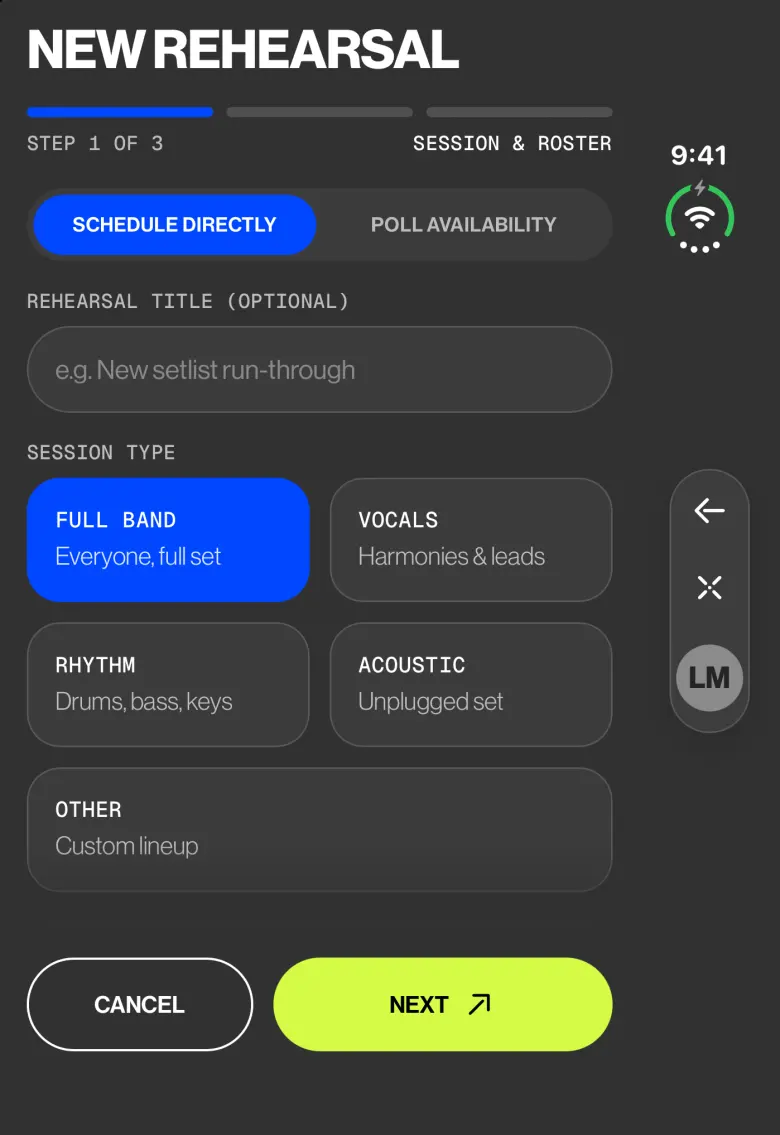 NEW REHEARSAL
STEP 1 OF 3
SESSION & ROSTER
9:41
SCHEDULE DIRECTLY
POLL AVAILABILITY
REHEARSAL TITLE (OPTIONAL)
e.g. New setlist run-through
SESSION TYPE
FULL BAND
Everyone, full set
VOCALS
Harmonies & leads
RHYTHM
Drums, bass, keys
ACOUSTIC
Unplugged set
LM
OTHER
Custom lineup
CANCEL
NEXT